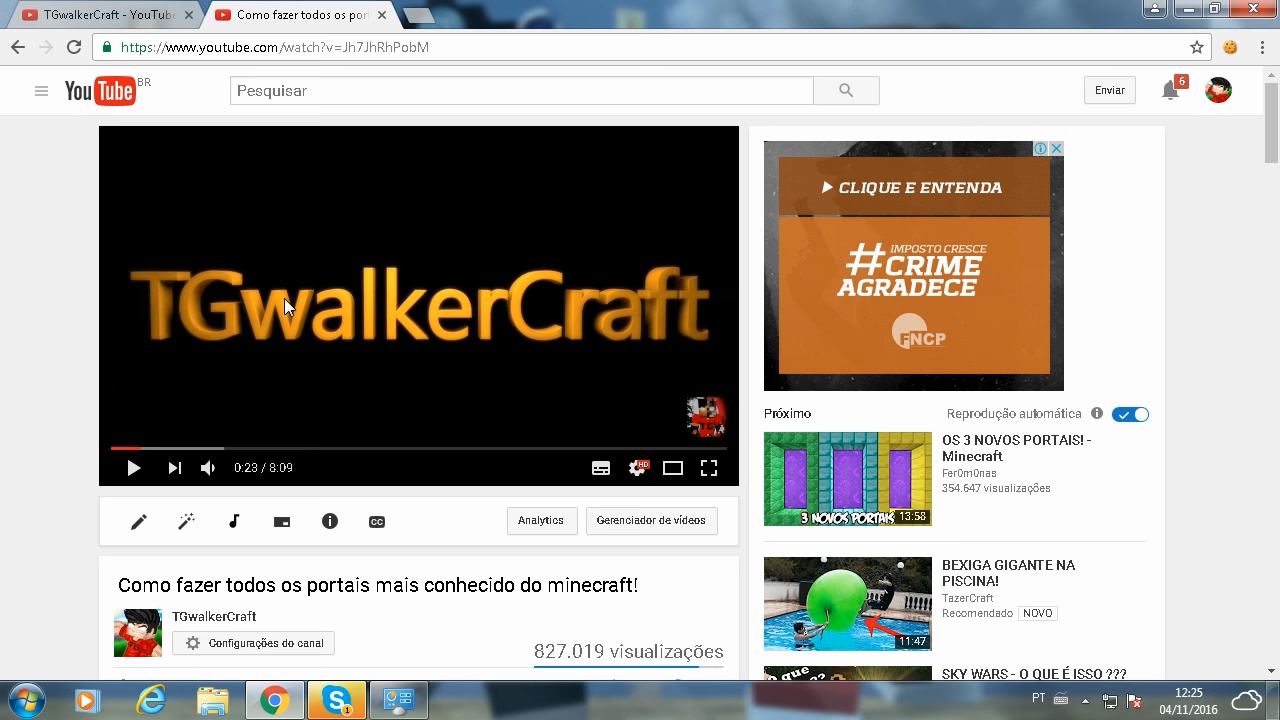 TGwalkerCraft - YouTube
Como fazer todos os port
https://www.youtube.com/watch?v=Jh7JhRhPobM
YouTube BR
Pesquisar
Enviar
6
TGwalkerCraft
0:23 / 8:09
HD
Analytics
Gerenciador de vídeos
CC
Como fazer todos os portais mais conhecido do minecraft!
TGwalkerCraft
Configurações do canal
827.019 visualizações
CLIQUE E ENTENDA
#IMPOSTO CRESCE
CRIME
AGRADECE
FNCP
Próximo
Reprodução automática
OS 3 NOVOS PORTAIS! -
Minecraft
Fer0m0nas
354.647 visualizações
3 NOVOS PORTAIS
13:58
BEXIGA GIGANTE NA
PISCINA!
TazerCraft
Recomendado NOVO
11:47
SKY WARS - O QUE É ISSO ???
O que
1
PT
12:25
04/11/2016